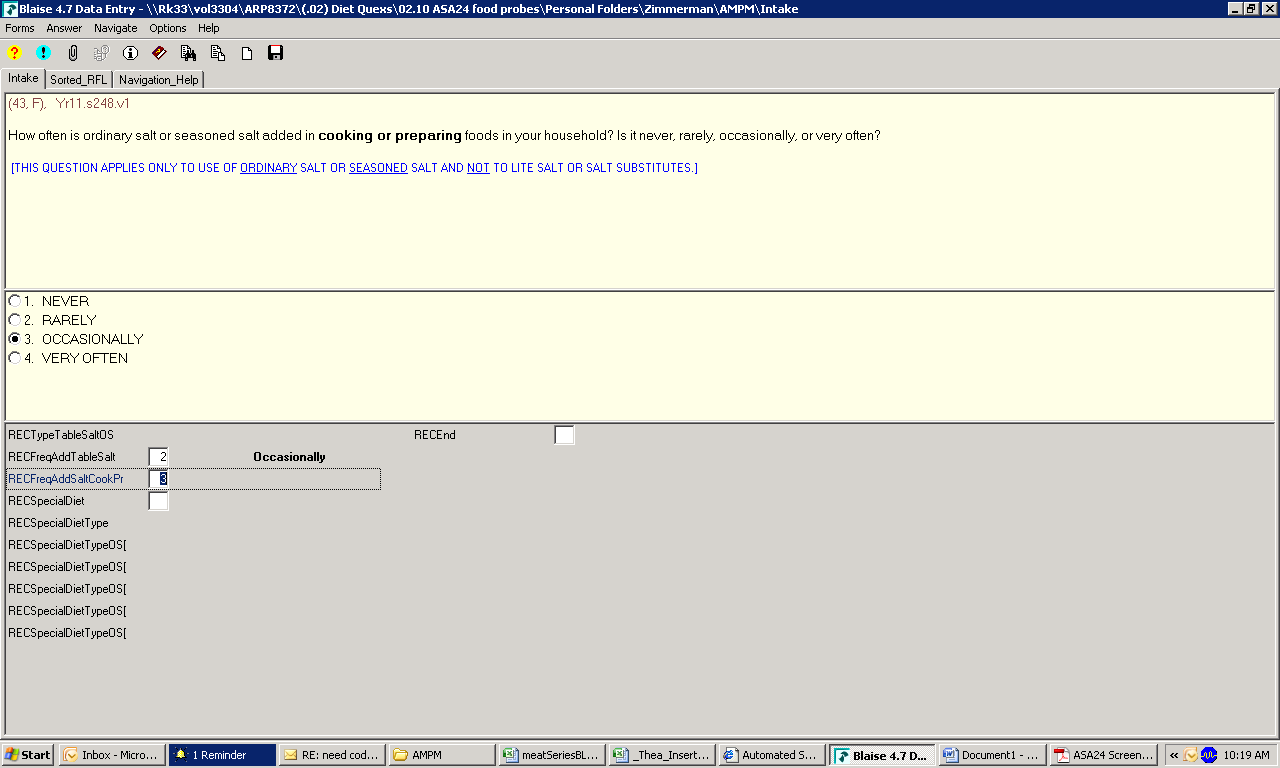 Blaise 4.7 Data Entry - \\Rk33\vol3304\ARP8372\(.02) Diet Quexs\02.10 ASA24 food probes\Personal Folders\Zimmerman\AMPM\Intake
Forms Answer Navigate Options Help
Intake Sorted_RFL Navigation_Help
(43, F), Yr11.s248.v1
How often is ordinary salt or seasoned salt added in cooking or preparing foods in your household? Is it never, rarely, occasionally, or very often?
[THIS QUESTION APPLIES ONLY TO USE OF ORDINARY SALT OR SEASONED SALT AND NOT TO LITE SALT OR SALT SUBSTITUTES.]
1. NEVER
2. RARELY
3. OCCASIONALLY
4. VERY OFTEN
RECTypeTableSaltOS RECEnd
RECFreqAddTableSalt 2 Occasionally
RECFreqAddSaltCookPr 3
RECSpecialDiet
RECSpecialDietType
RECSpecialDietTypeOS[
RECSpecialDietTypeOS[
RECSpecialDietTypeOS[
RECSpecialDietTypeOS[
RECSpecialDietTypeOS[
Start Inbox - Micro... 1 Reminder RE: need cod... AMPM meatSeriesBL... _Thea_Insert... Automated S... Blaise 4.7 D... Document1 - ... ASA24 Screen... « 10:19 AM